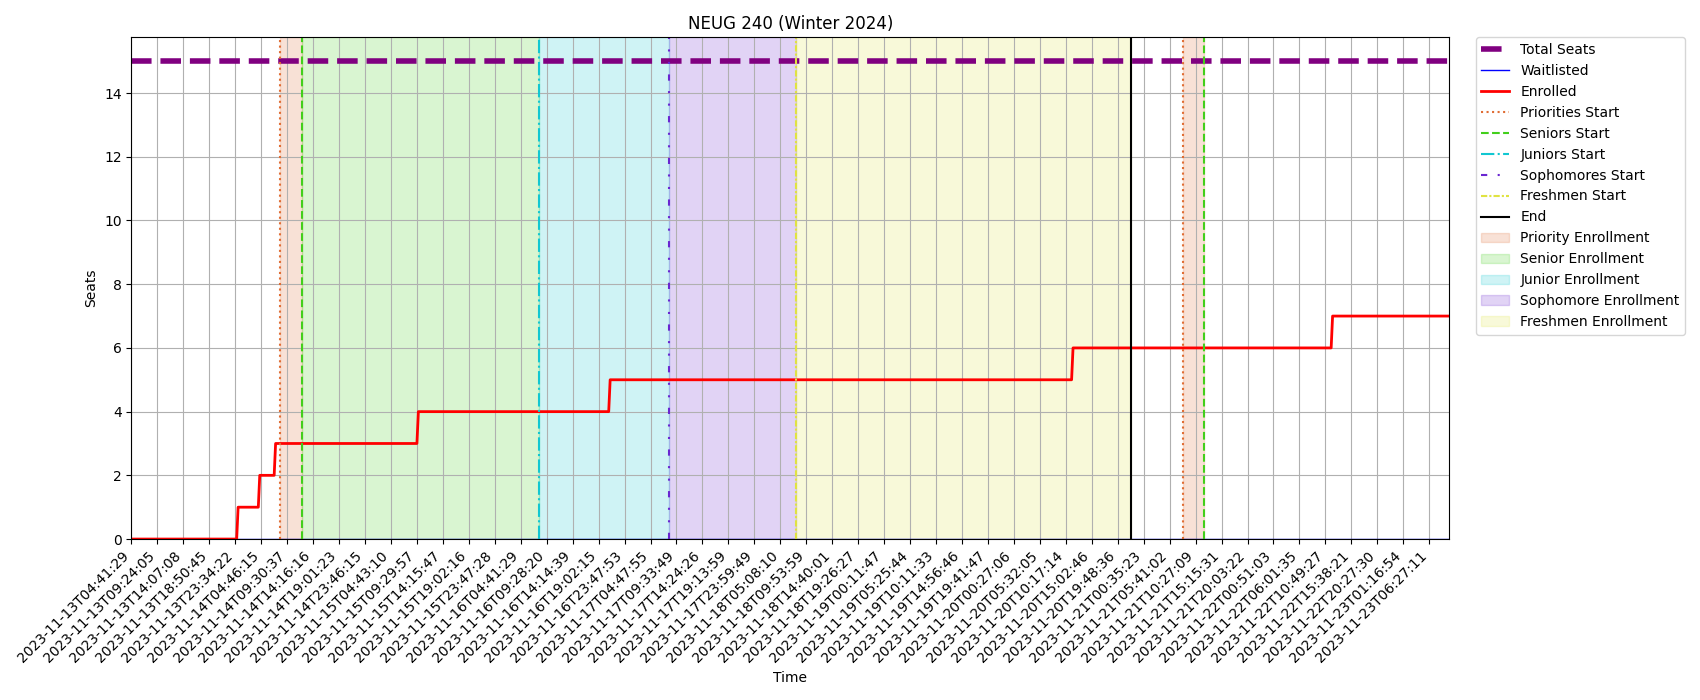 NEUG 240 (Winter 2024)
Total Seats
Waitlisted
Enrolled
Priorities Start
Seniors Start
Juniors Start
Sophomores Start
Freshmen Start
End
Priority Enrollment
Senior Enrollment
Junior Enrollment
Sophomore Enrollment
Freshmen Enrollment
Seats
14
12
10
8
6
4
2
0
2023-11-13T04:41:29
2023-11-13T09:24:05
2023-11-13T14:07:08
2023-11-13T18:50:45
2023-11-13T23:34:22
2023-11-14T04:46:15
2023-11-14T09:30:37
2023-11-14T14:16:16
2023-11-14T19:01:23
2023-11-14T23:46:15
2023-11-15T04:43:10
2023-11-15T09:29:57
2023-11-15T14:15:47
2023-11-15T19:02:16
2023-11-15T23:47:28
2023-11-16T04:41:29
2023-11-16T09:28:20
2023-11-16T14:14:39
2023-11-16T19:02:15
2023-11-16T23:47:53
2023-11-17T04:47:55
2023-11-17T09:33:49
2023-11-17T14:24:26
2023-11-17T19:13:59
2023-11-17T23:59:49
2023-11-18T05:08:10
2023-11-18T09:53:59
2023-11-18T14:40:01
2023-11-18T19:26:27
2023-11-19T00:11:47
2023-11-19T05:25:44
2023-11-19T10:11:33
2023-11-19T14:56:46
2023-11-19T19:41:47
2023-11-20T00:27:06
2023-11-20T05:32:05
2023-11-20T10:17:14
2023-11-20T15:02:46
2023-11-20T19:48:36
2023-11-21T00:35:23
2023-11-21T05:41:02
2023-11-21T10:27:09
2023-11-21T15:15:31
2023-11-21T20:03:22
2023-11-22T00:51:03
2023-11-22T06:01:35
2023-11-22T10:49:27
2023-11-22T15:38:21
2023-11-22T20:27:30
2023-11-23T01:16:54
2023-11-23T06:27:11
Time